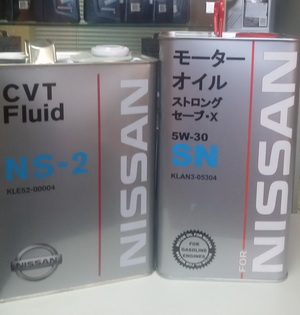 CVT
Fluid
NS-2
KLE52-00004
NISSAN
NISSAN
モーター
オイル
ストロング
セーブ・X
5W-30
SN
KLAN3-05304
FOR
GASOLINE
ENGINES
FOR NISSAN